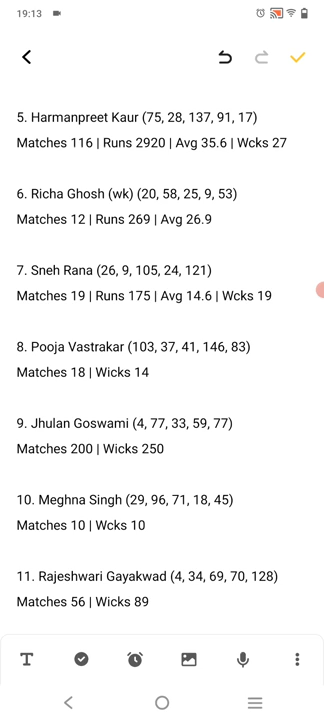 19:13
5. Harmanpreet Kaur (75, 28, 137, 91, 17)
Matches 116 | Runs 2920 | Avg 35.6 | Wcks 27
6. Richa Ghosh (wk) (20, 58, 25, 9, 53)
Matches 12 | Runs 269 | Avg 26.9
7. Sneh Rana (26, 9, 105, 24, 121)
Matches 19 | Runs 175 | Avg 14.6 | Wcks 19
8. Pooja Vastrakar (103, 37, 41, 146, 83)
Matches 18 | Wicks 14
9. Jhulan Goswami (4, 77, 33, 59, 77)
Matches 200 | Wicks 250
10. Meghna Singh (29, 96, 71, 18, 45)
Matches 10 | Wcks 10
11. Rajeshwari Gayakwad (4, 34, 69, 70, 128)
Matches 56 | Wicks 89
T